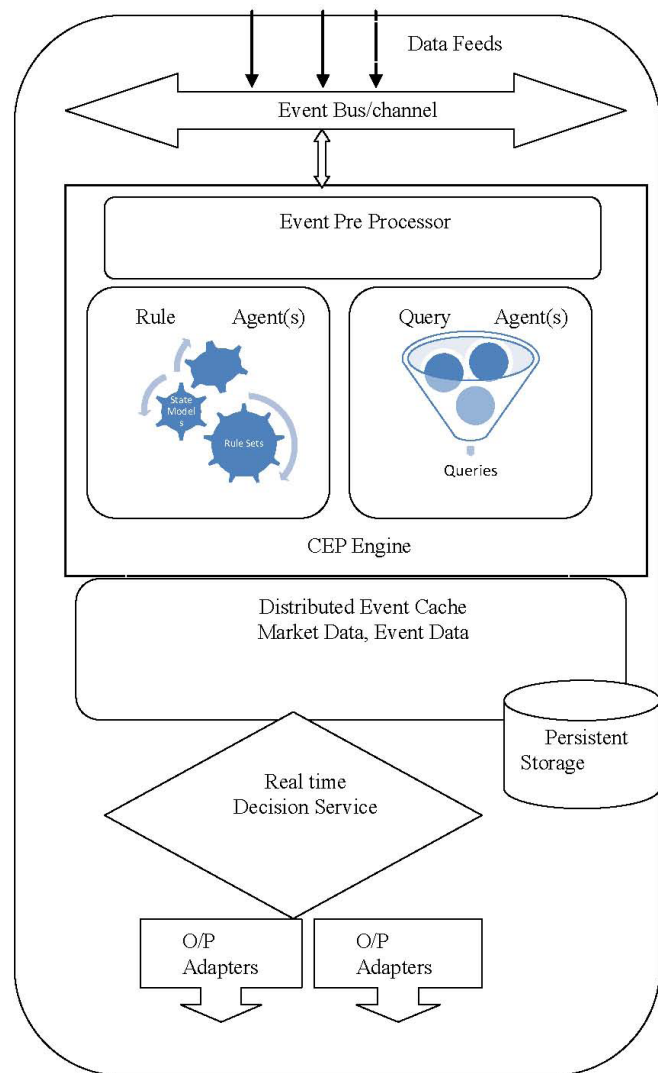 Data Feeds
Event Bus/channel
Event Pre Processor
Rule Agent(s)
State
Model
s
Rule Sets
Query Agent(s)
Queries
CEP Engine
Distributed Event Cache
Market Data, Event Data
Persistent
Storage
Real time
Decision Service
O/P
Adapters
O/P
Adapters